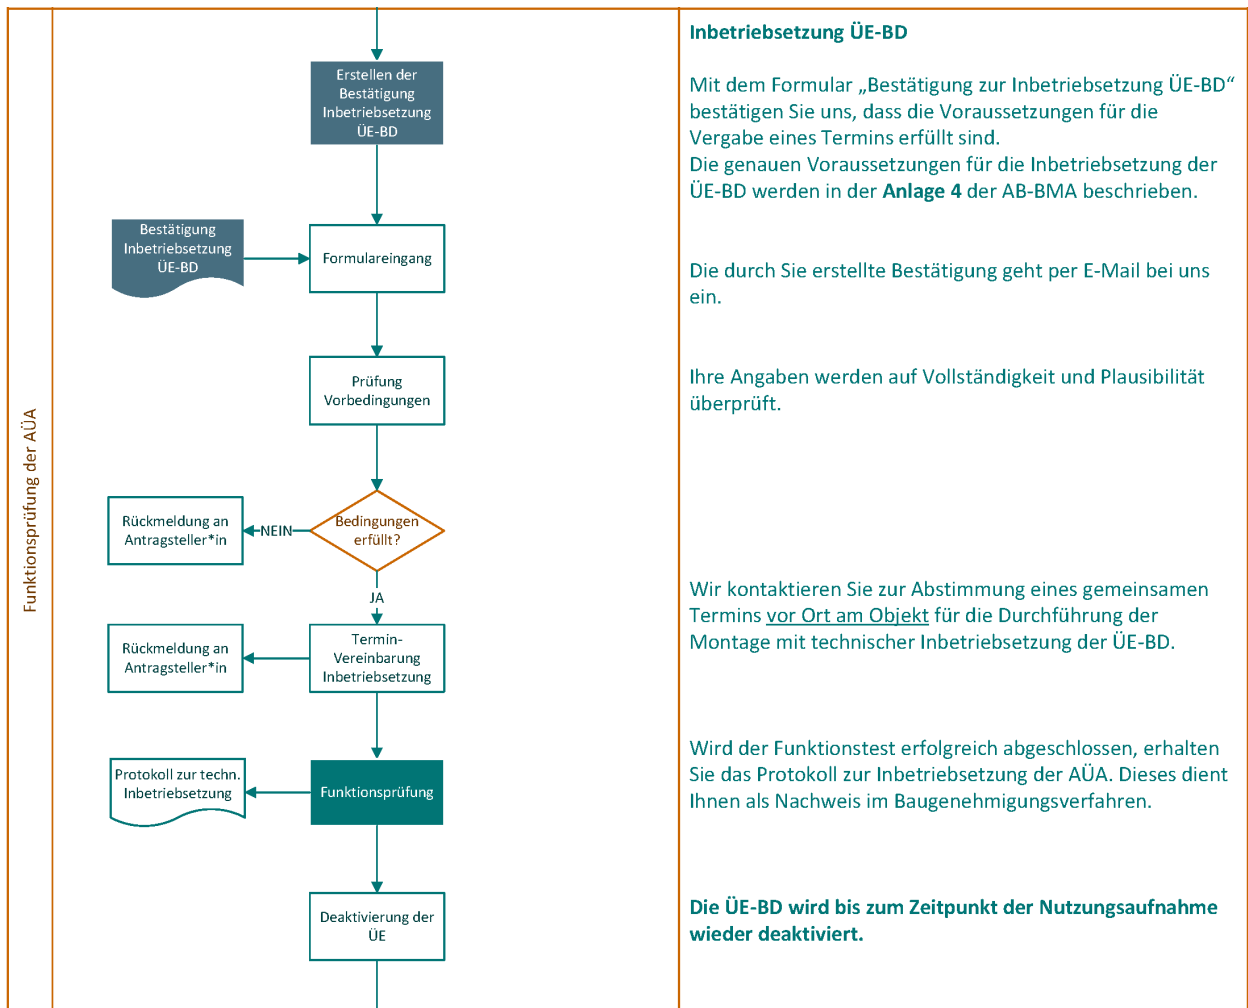 Funktionsprüfung der AÜA
Erstellen der
Bestätigung
Inbetriebsetzung
ÜE-BD
Bestätigung
Inbetriebsetzung
ÜE-BD
Formulareingang
Prüfung
Vorbedingungen
Bedingungen
erfüllt?
NEIN
Rückmeldung an
Antragsteller*in
JA
Termin-
Vereinbarung
Inbetriebsetzung
Rückmeldung an
Antragsteller*in
Funktionsprüfung
Protokoll zur techn.
Inbetriebsetzung
Deaktivierung der
ÜE
Inbetriebsetzung ÜE-BD
Mit dem Formular „Bestätigung zur Inbetriebsetzung ÜE-BD“
bestätigen Sie uns, dass die Voraussetzungen für die
Vergabe eines Termins erfüllt sind.
Die genauen Voraussetzungen für die Inbetriebsetzung der
ÜE-BD werden in der Anlage 4 der AB-BMA beschrieben.
Die durch Sie erstellte Bestätigung geht per E-Mail bei uns
ein.
Ihre Angaben werden auf Vollständigkeit und Plausibilität
überprüft.
Wir kontaktieren Sie zur Abstimmung eines gemeinsamen
Termins vor Ort am Objekt für die Durchführung der
Montage mit technischer Inbetriebsetzung der ÜE-BD.
Wird der Funktionstest erfolgreich abgeschlossen, erhalten
Sie das Protokoll zur Inbetriebsetzung der AÜA. Dieses dient
Ihnen als Nachweis im Baugenehmigungsverfahren.
Die ÜE-BD wird bis zum Zeitpunkt der Nutzungsaufnahme
wieder deaktiviert.